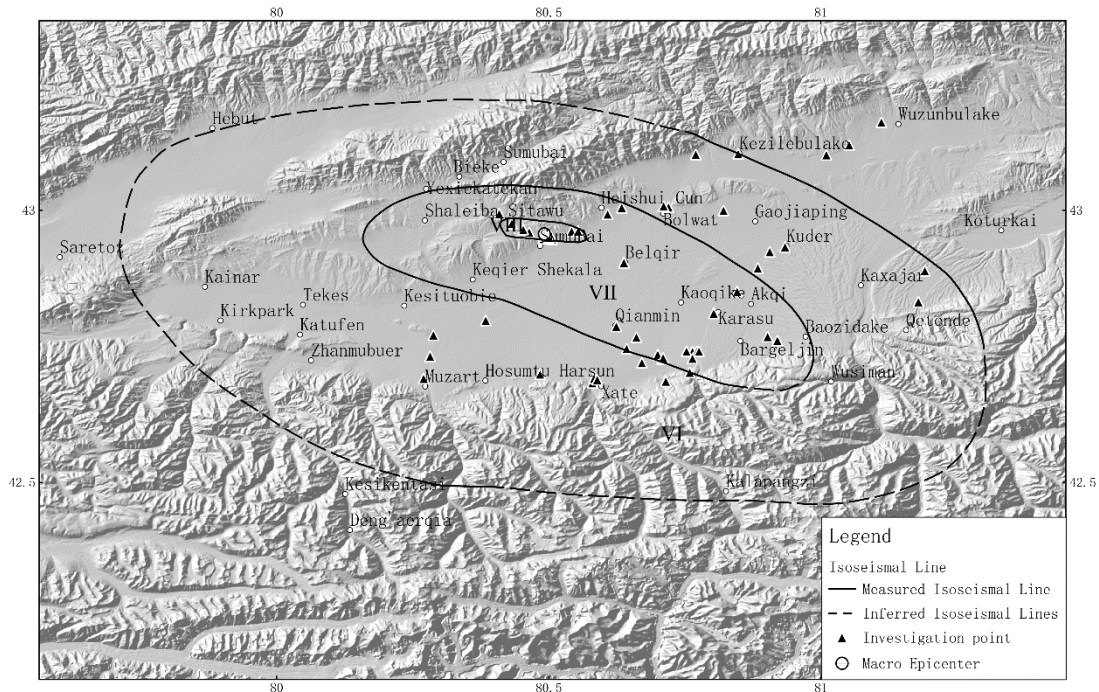 80 80.5 81
Hebut
Wuzunbulake
Kezilebulake
Sumubai
Bieke
Yexickatekan
Shaleiba Sitawu
Heishui Cun
43 43
Bolwat
Gaojiaping
Koturkai
Saretoz
Kuder
Belqir
Kainar
Keqier Shekala
Kaxajar
Tekes
Kesituobie
VII
Kaoqike Akqi
Kirkpark
Qianmin
Karasu
Qetende
Katufen
Baozidake
Zhanmubuer
Bargeljin
Muzart Hosumtu Harsun
Wusiman
Xate
VI
42.5 42.5
Kesikentasi
Kalapangzi
Deng'aerqia
Legend
Isoseismal Line
Measured Isoseismal Line
Inferred Isoseismal Lines
Investigation point
Macro Epicenter
80 80.5 81